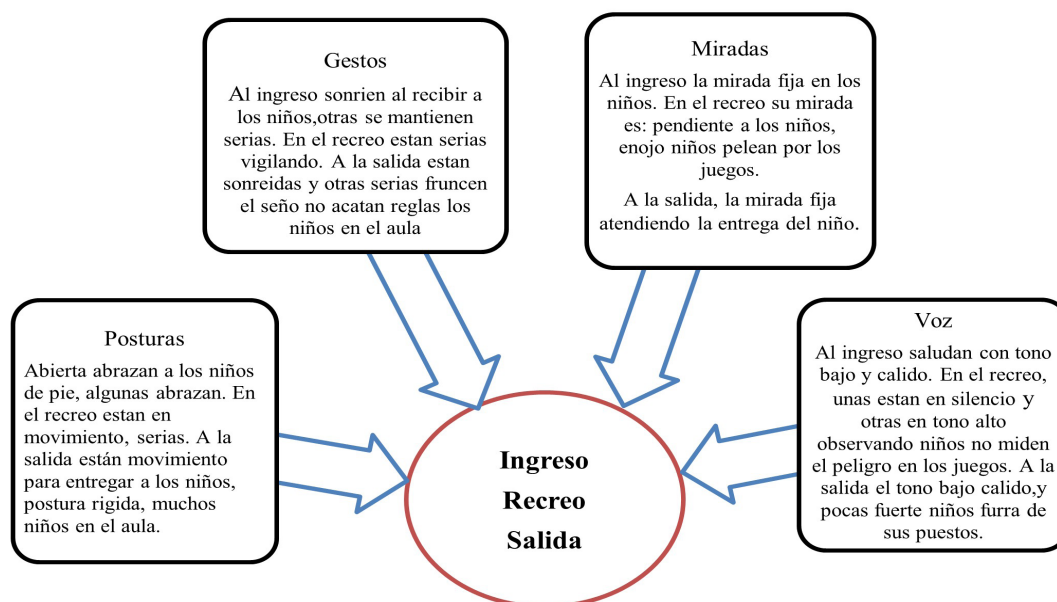 Gestos
Al ingreso sonrien al recibir a
los niños,otras se mantienen
serias. En el recreo estan serias
vigilando. A la salida estan
sonreidas y otras serias fruncen
el seño no acatan reglas los
niños en el aula
Miradas
Al ingreso la mirada fija en los
niños. En el recreo su mirada
es: pendiente a los niños,
enojo niños pelean por los
juegos.
A la salida, la mirada fija
atendiendo la entrega del niño.
Posturas
Abierta abrazan a los niños
de pie, algunas abrazan. En
el recreo estan en
movimiento, serias. A la
salida están movimiento
para entregar a los niños,
postura rigida, muchos
niños en el aula.
Voz
Al ingreso saludan con tono
bajo y calido. En el recreo,
unas estan en silencio y
otras en tono alto
observando niños no miden
el peligro en los juegos. A la
salida el tono bajo calido,y
pocas fuerte niños furra de
sus puestos.
Ingreso
Recreo
Salida